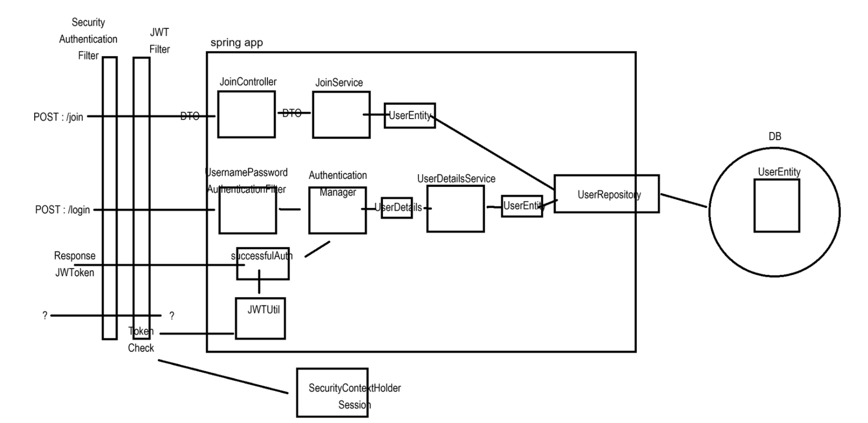 Security
Authentication
Filter
JWT
Filter
spring app
JoinController
JoinService
POST : /join
DTO
DTO
UserEntity
DB
UsernamePassword
AuthenticationFilter
Authentication
Manager
UserDetailsService
UserEntity
POST : /login
UserDetails
UserEntity
UserRepository
Response
JWToken
successfulAuth
JWTUtil
?
?
Token
Check
SecurityContextHolder
Session